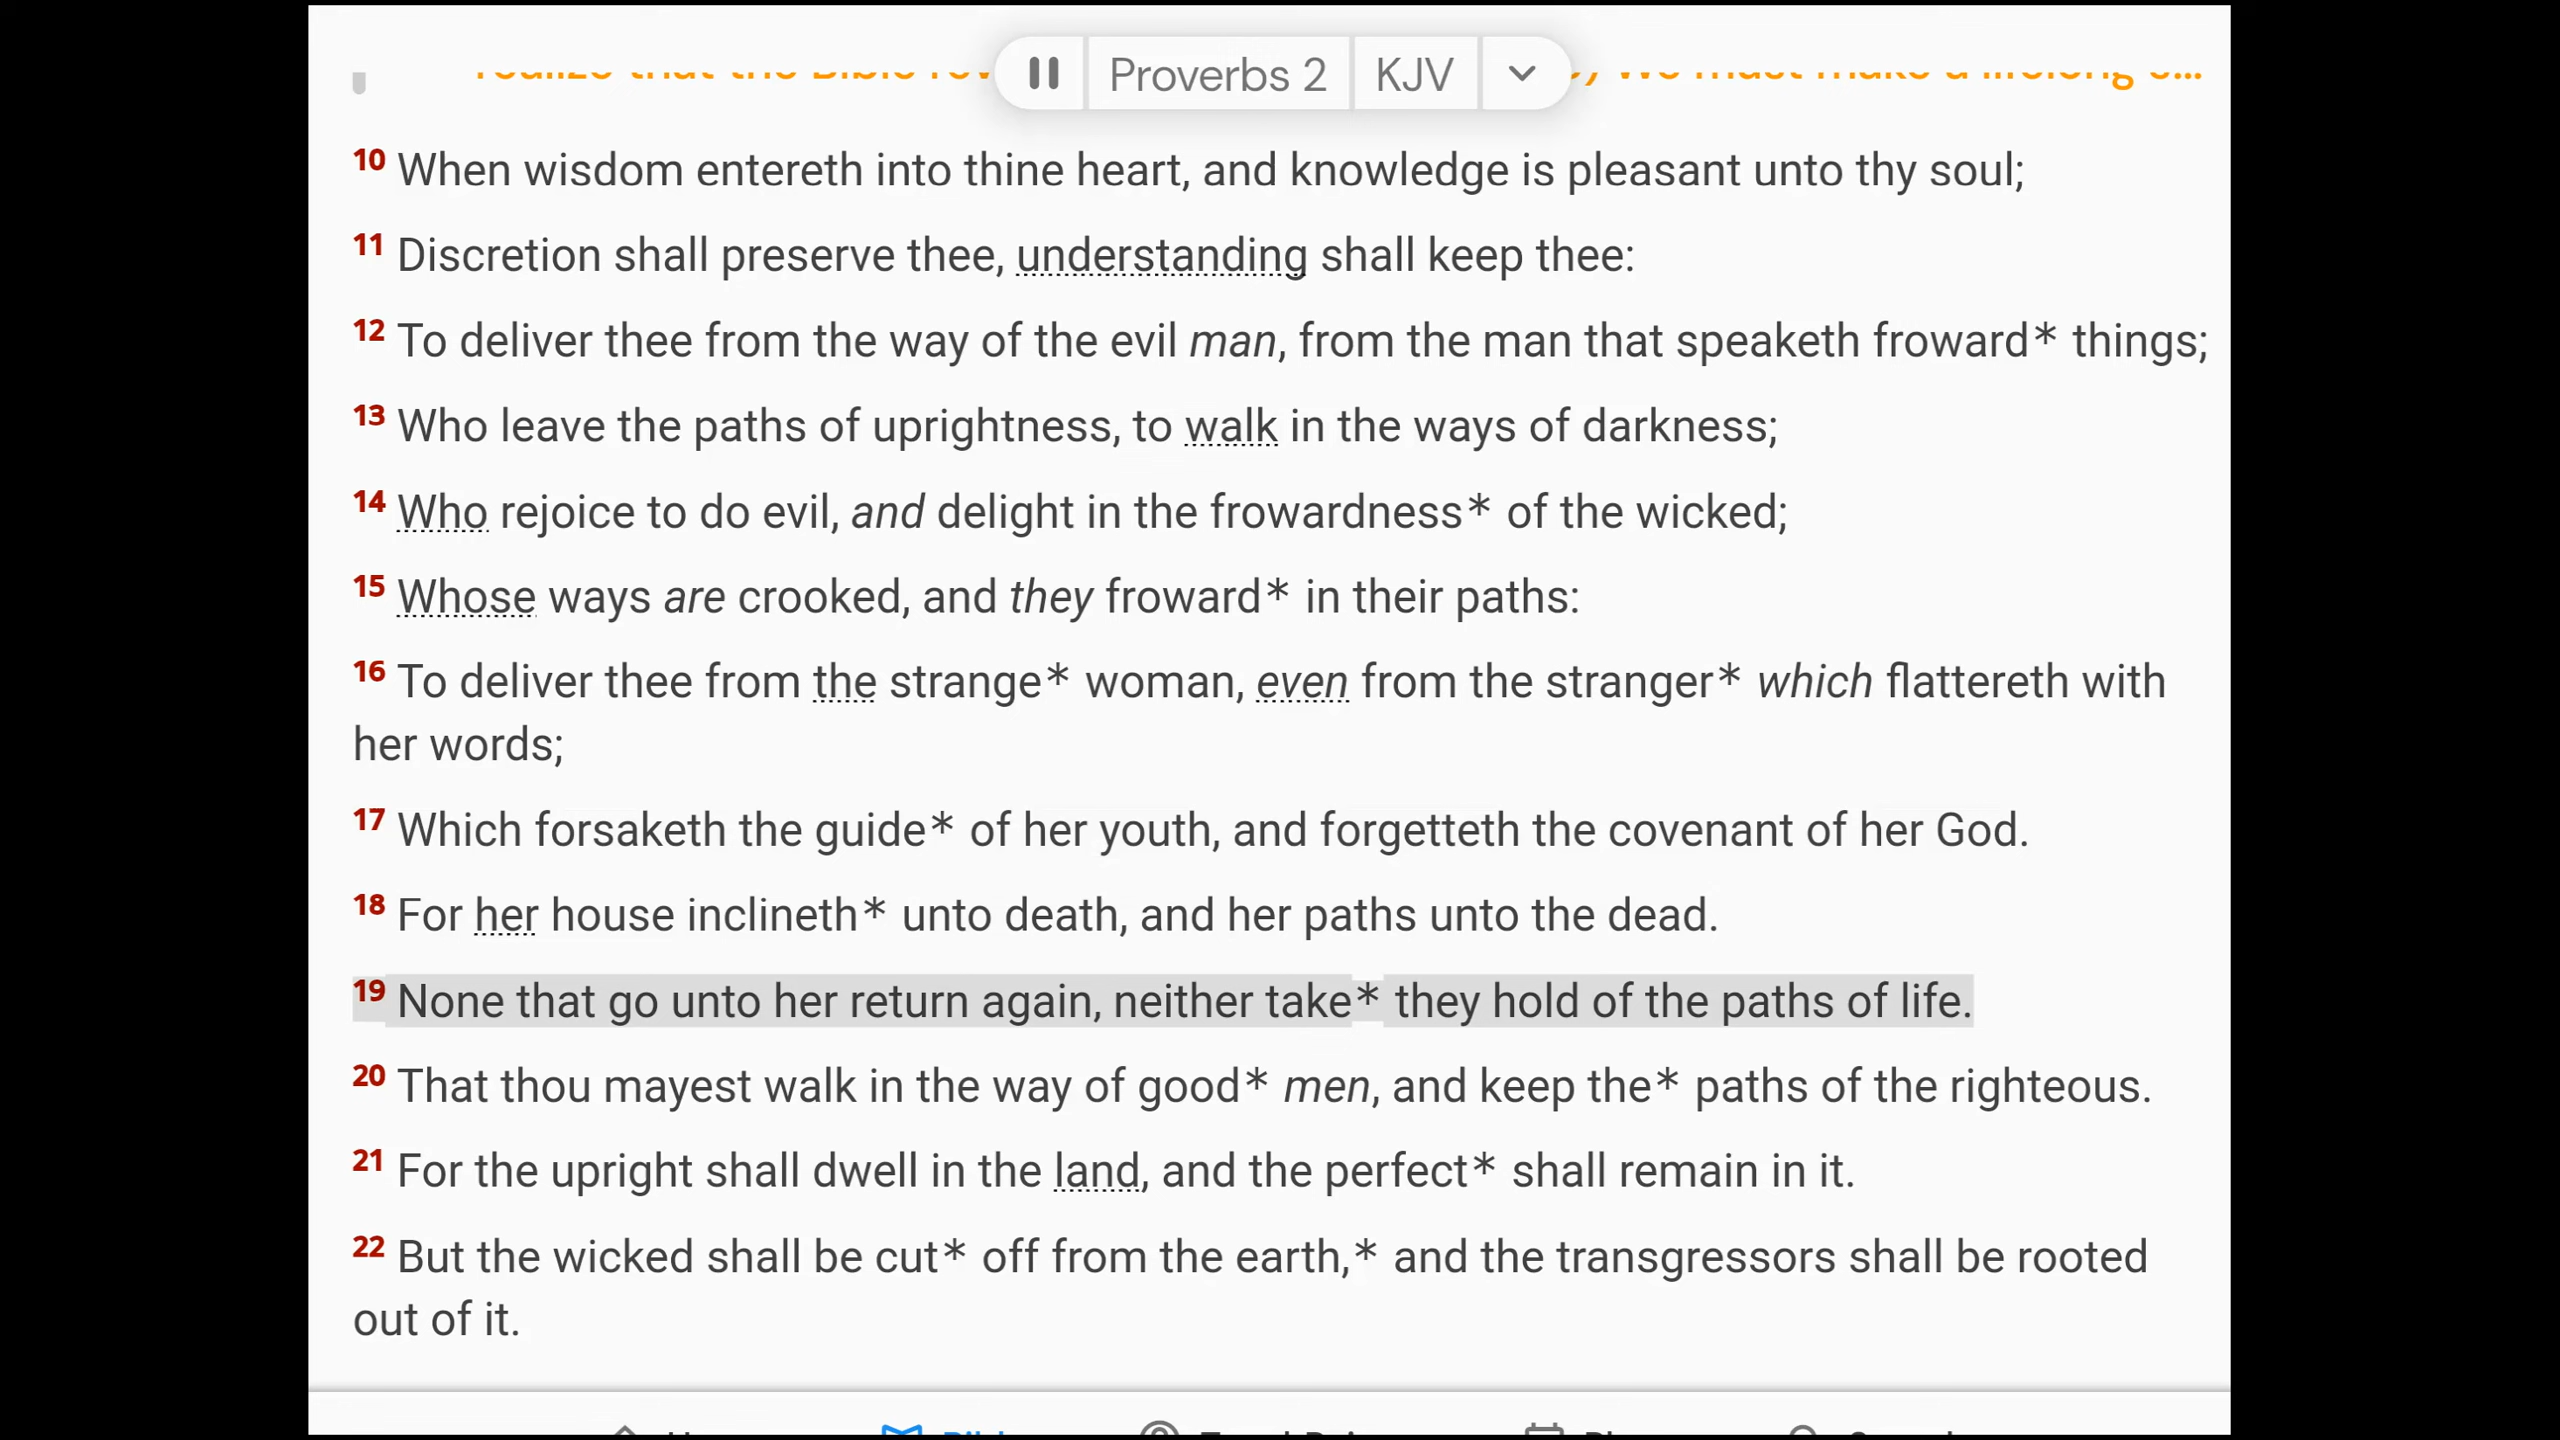 Proverbs 2 KJV
10 When wisdom entereth into thine heart, and knowledge is pleasant unto thy soul;
11 Discretion shall preserve thee, understanding shall keep thee:
12 To deliver thee from the way of the evil man, from the man that speaketh froward* things;
13 Who leave the paths of uprightness, to walk in the ways of darkness;
14 Who rejoice to do evil, and delight in the frowardness* of the wicked;
15 Whose ways are crooked, and they froward* in their paths:
16 To deliver thee from the strange* woman, even from the stranger* which flattereth with
her words;
17 Which forsaketh the guide* of her youth, and forgetteth the covenant of her God.
18 For her house inclineth* unto death, and her paths unto the dead.
19 None that go unto her return again, neither take* they hold of the paths of life.
20 That thou mayest walk in the way of good* men, and keep the* paths of the righteous.
21 For the upright shall dwell in the land, and the perfect* shall remain in it.
22 But the wicked shall be cut* off from the earth,* and the transgressors shall be rooted
out of it.